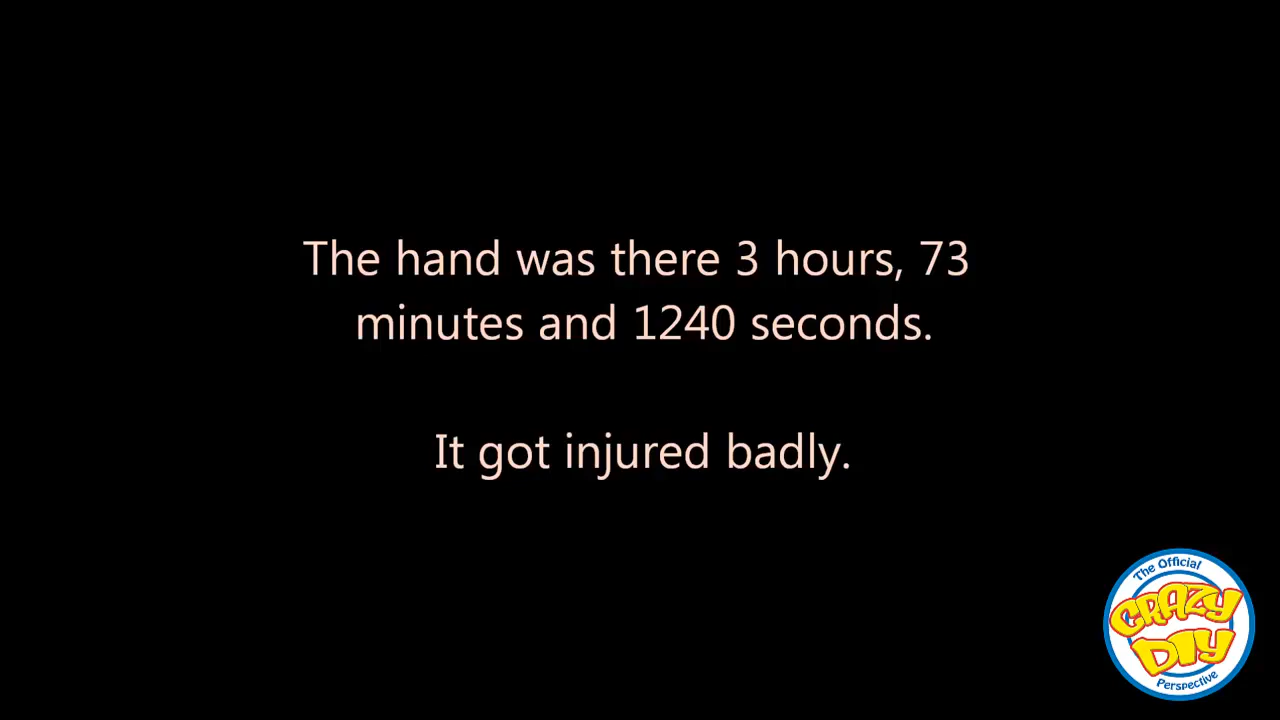 The hand was there 3 hours, 73
minutes and 1240 seconds.
It got injured badly.
The Official
CRAZY
DIY
Perspective